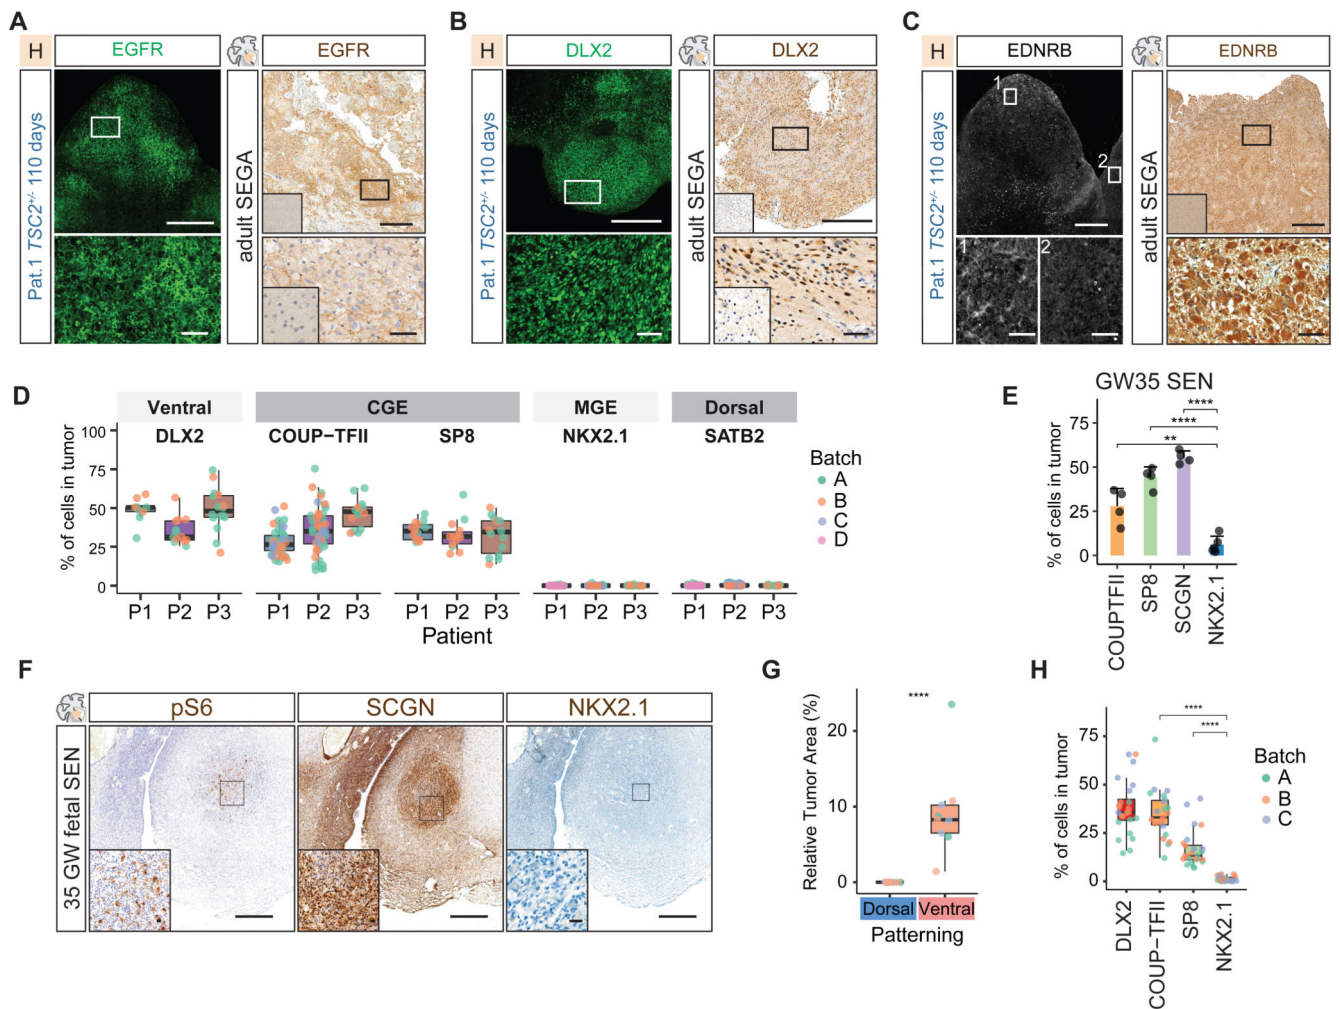 A
H
EGFR
EGFR
Pat.1 TSC2+/- 110 days
adult SEGA
B
H
DLX2
DLX2
Pat.1 TSC2+/- 110 days
adult SEGA
C
H
EDNRB
EDNRB
Pat.1 TSC2+/- 110 days
1
2
1
2
adult SEGA
D
Ventral
CGE
MGE
Dorsal
DLX2
COUP-TFII
SP8
NKX2.1
SATB2
% of cells in tumor
100
75
50
25
0
P1 P2 P3
P1 P2 P3
P1 P2 P3
P1 P2 P3
P1 P2 P3
Patient
Batch
A
B
C
D
E
GW35 SEN
% of cells in tumor
75
50
25
0
****
****
**
COUPTFII
SP8
SCGN
NKX2.1
F
pS6
SCGN
NKX2.1
35 GW fetal SEN
G
Relative Tumor Area (%)
20
10
0
****
Dorsal
Ventral
Patterning
H
% of cells in tumor
75
50
25
0
****
****
DLX2
COUP-TFII
SP8
NKX2.1
Batch
A
B
C